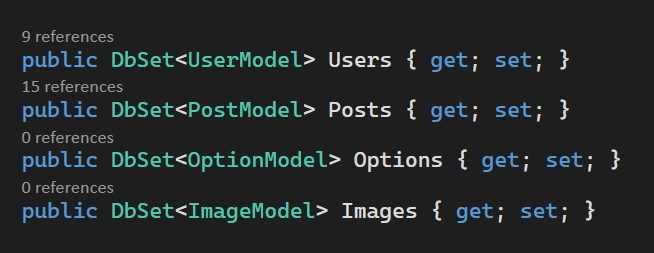 9 references
public DbSet<UserModel> Users { get; set; }
15 references
public DbSet<PostModel> Posts { get; set; }
0 references
public DbSet<OptionModel> Options { get; set; }
0 references
public DbSet<ImageModel> Images { get; set; }